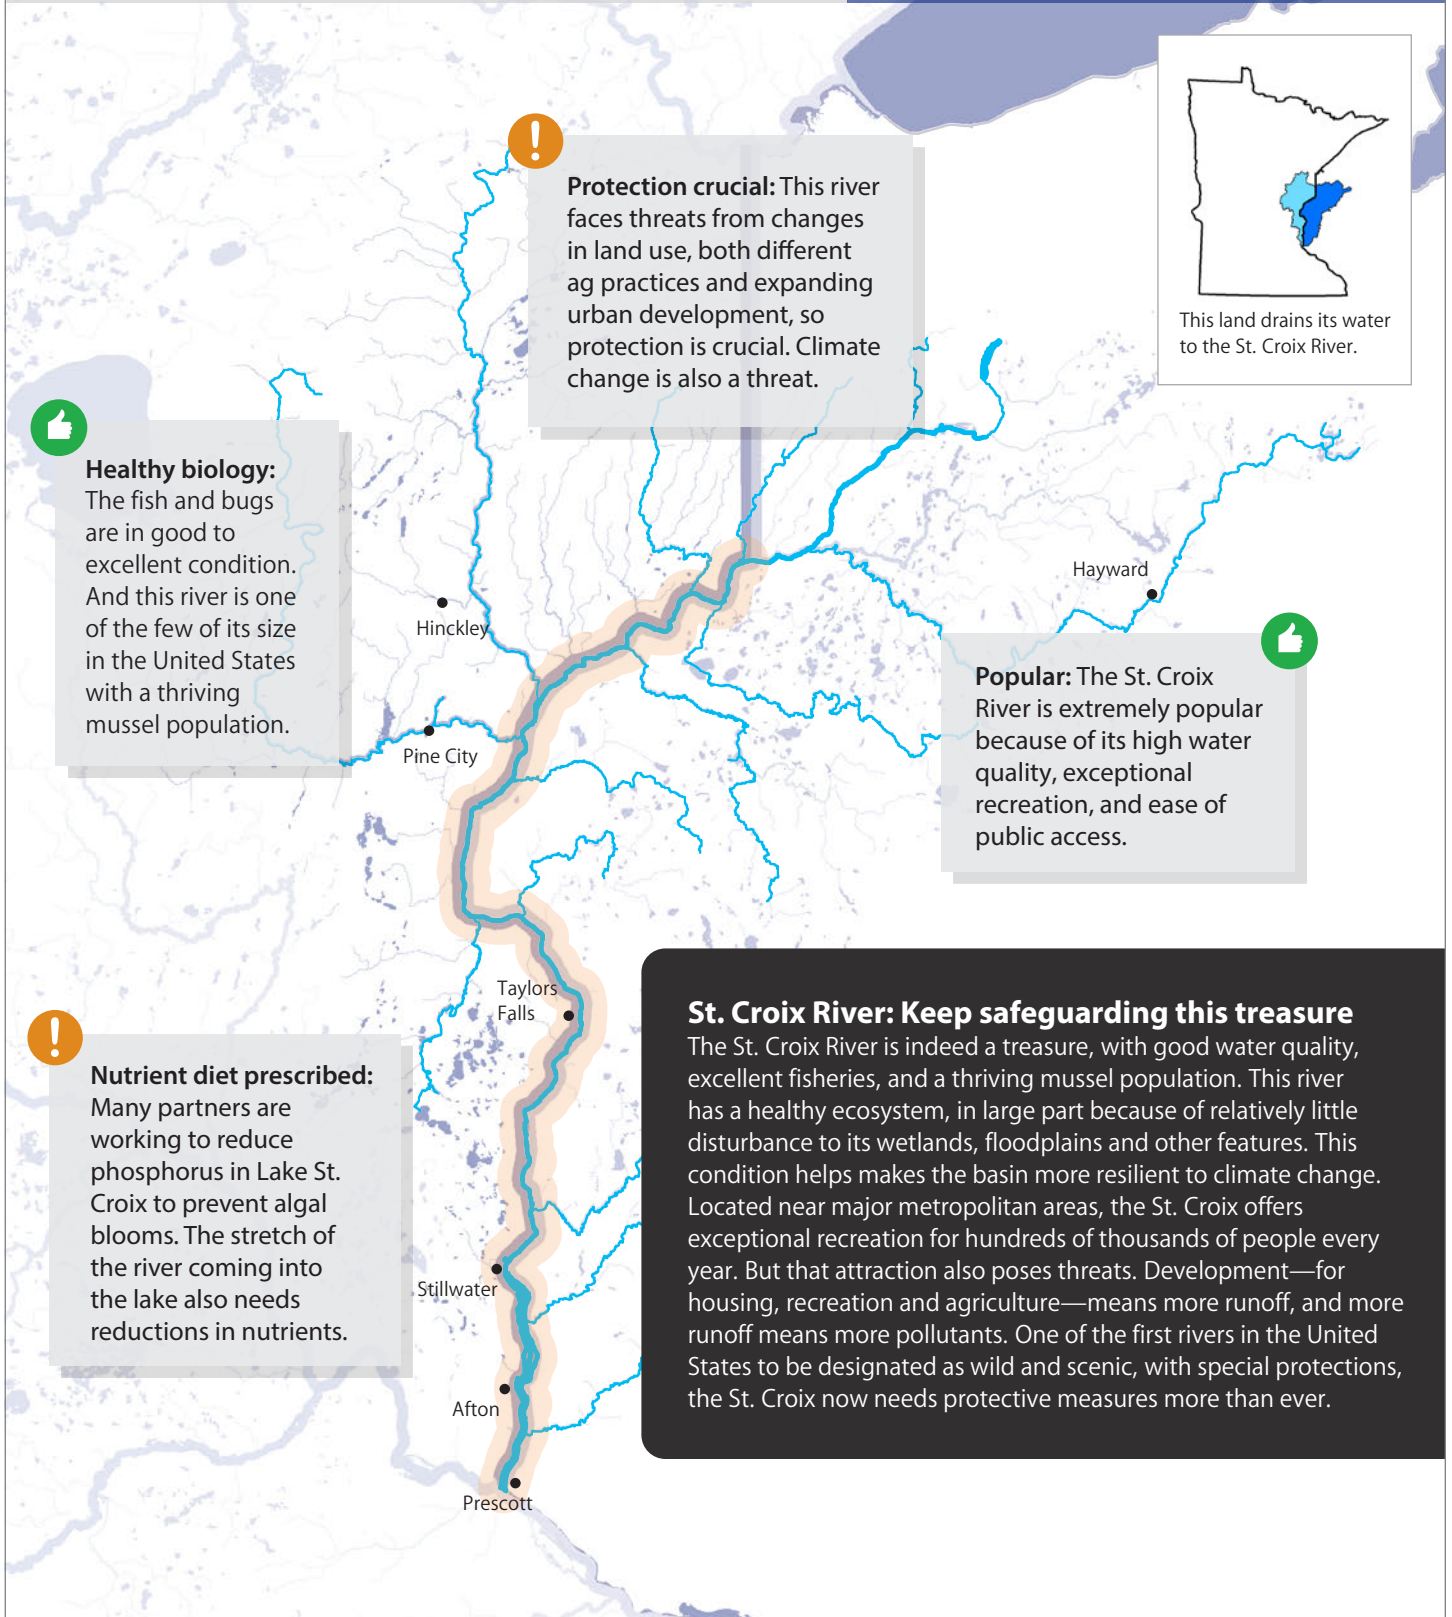 This land drains its water
to the St. Croix River.
Protection crucial: This river
faces threats from changes
in land use, both different
ag practices and expanding
urban development, so
protection is crucial. Climate
change is also a threat.
Healthy biology:
The fish and bugs
are in good to
excellent condition.
And this river is one
of the few of its size
in the United States
with a thriving
mussel population.
Hayward
Hinckley
Popular: The St. Croix
River is extremely popular
because of its high water
quality, exceptional
recreation, and ease of
public access.
Pine City
Taylors
Falls
St. Croix River: Keep safeguarding this treasure
The St. Croix River is indeed a treasure, with good water quality,
excellent fisheries, and a thriving mussel population. This river
has a healthy ecosystem, in large part because of relatively little
disturbance to its wetlands, floodplains and other features. This
condition helps makes the basin more resilient to climate change.
Located near major metropolitan areas, the St. Croix offers
exceptional recreation for hundreds of thousands of people every
year. But that attraction also poses threats. Development—for
housing, recreation and agriculture—means more runoff, and more
runoff means more pollutants. One of the first rivers in the United
States to be designated as wild and scenic, with special protections,
the St. Croix now needs protective measures more than ever.
Nutrient diet prescribed:
Many partners are
working to reduce
phosphorus in Lake St.
Croix to prevent algal
blooms. The stretch of
the river coming into
the lake also needs
reductions in nutrients.
Stillwater
Afton
Prescott